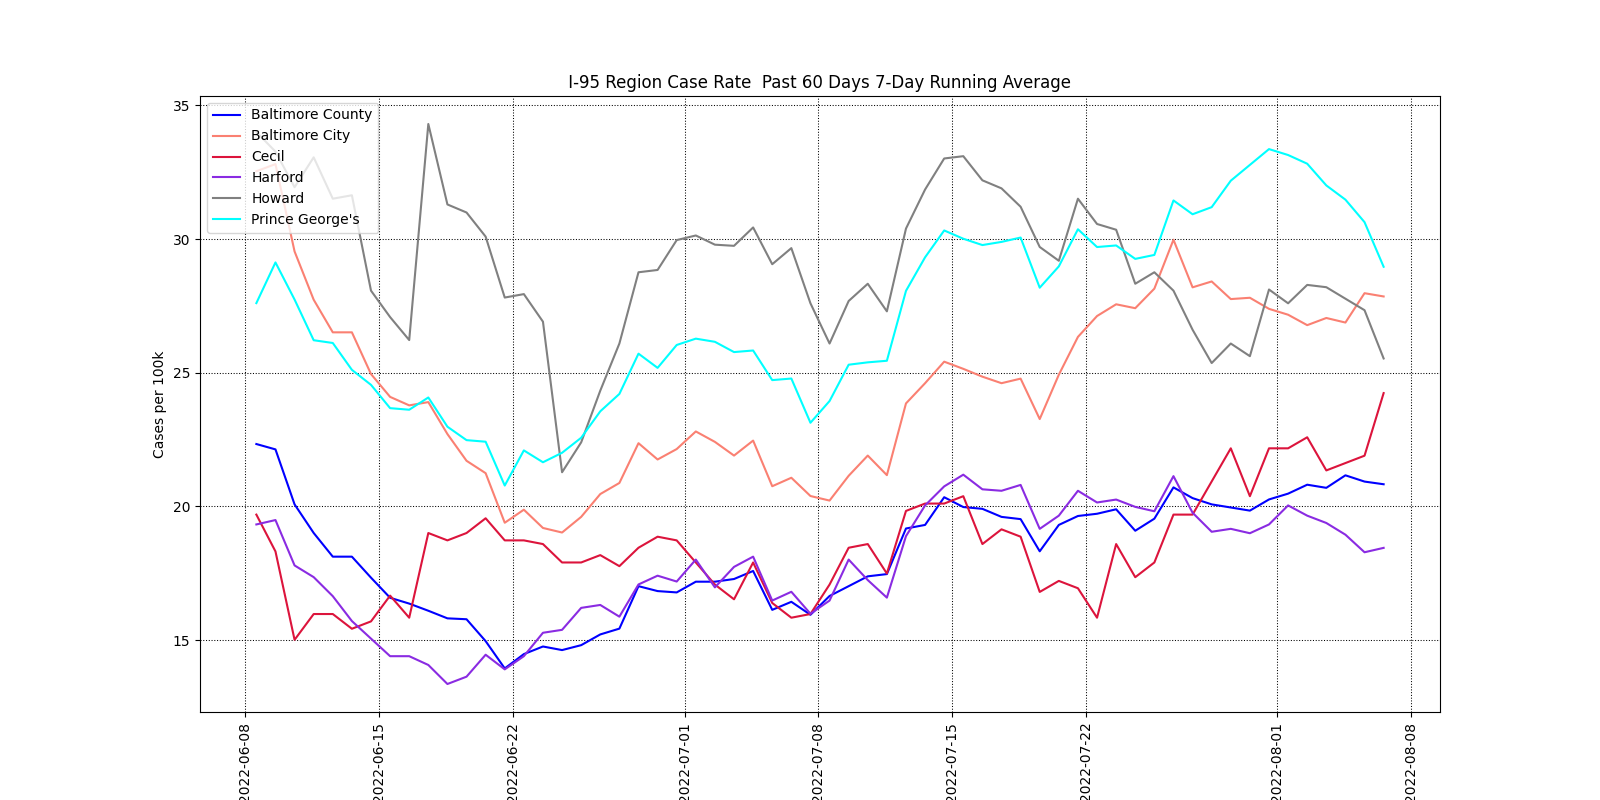 I-95 Region Case Rate  Past 60 Days 7-Day Running Average
35
30
25
20
15
Cases per 100k
Baltimore County
Baltimore City
Cecil
Harford
Howard
Prince George's
2022-06-08
2022-06-15
2022-06-22
2022-07-01
2022-07-08
2022-07-15
2022-07-22
2022-08-01
2022-08-08